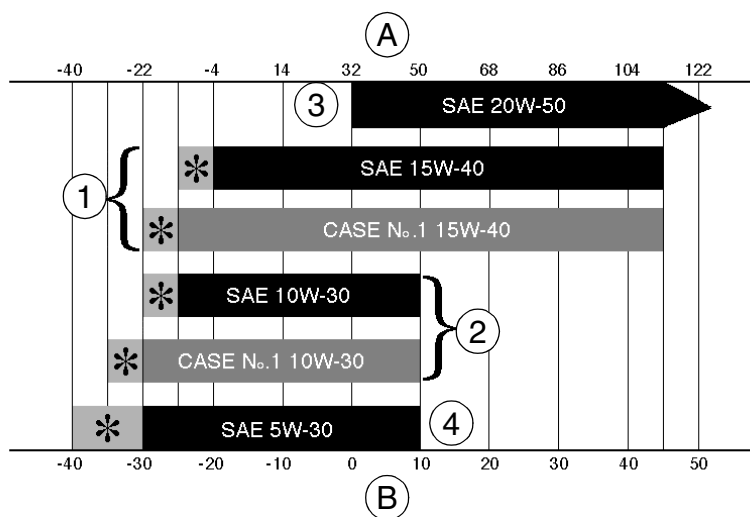 A
-40 -22 -4 14 32 50 68 86 104 122
3 SAE 20W-50
* SAE 15W-40
1
* CASE No.1 15W-40
* SAE 10W-30
2
* CASE No.1 10W-30
* SAE 5W-30 4
-40 -30 -20 -10 0 10 20 30 40 50
B